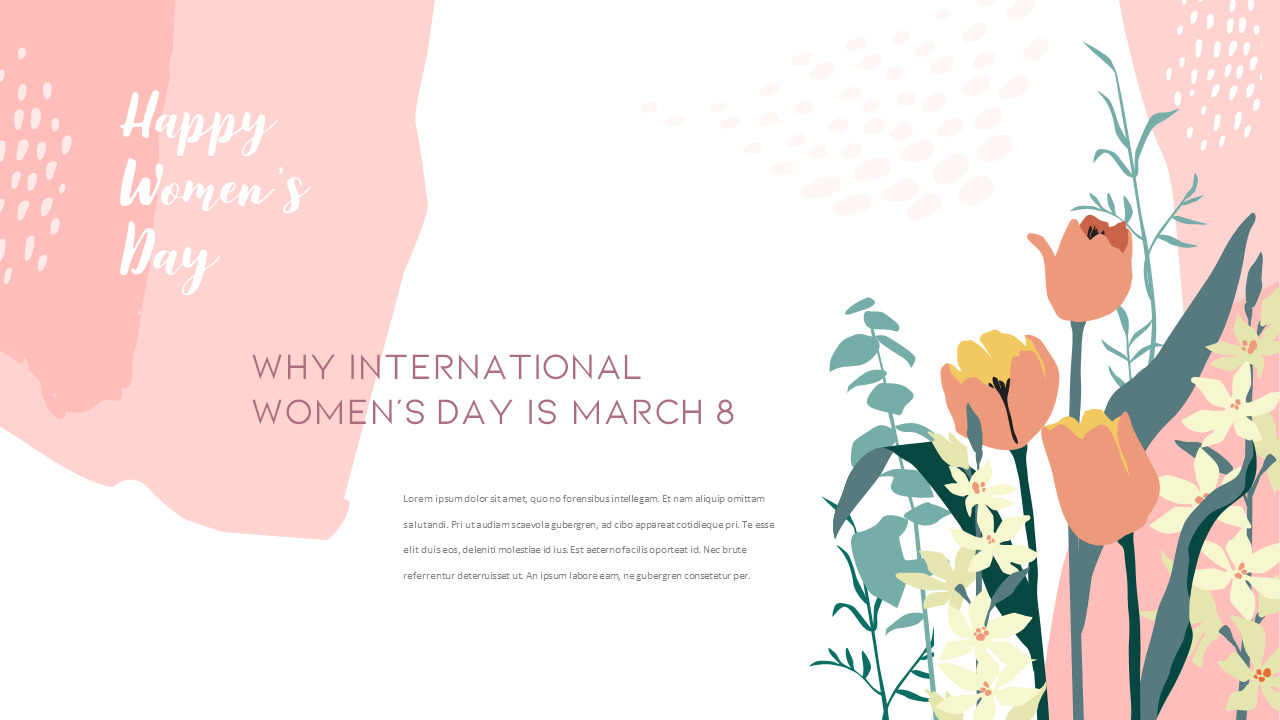 Happy
Women's
Day
WHY INTERNATIONAL
WOMEN'S DAY IS MARCH 8
Lorem ipsum dolor sit amet, quo no forensibus intellegam. Et nam aliquip omittam
salutandi. Pri ut audiam scaevola gubergren, ad cibo appareat cotidieque pri. Te esse
elit duis eos, deleniti molestiae id ius. Est aeterno facilis oporteat id. Nec brute
referrentur deterruisset ut. An ipsum labore eam, ne gubergren consetetur per.